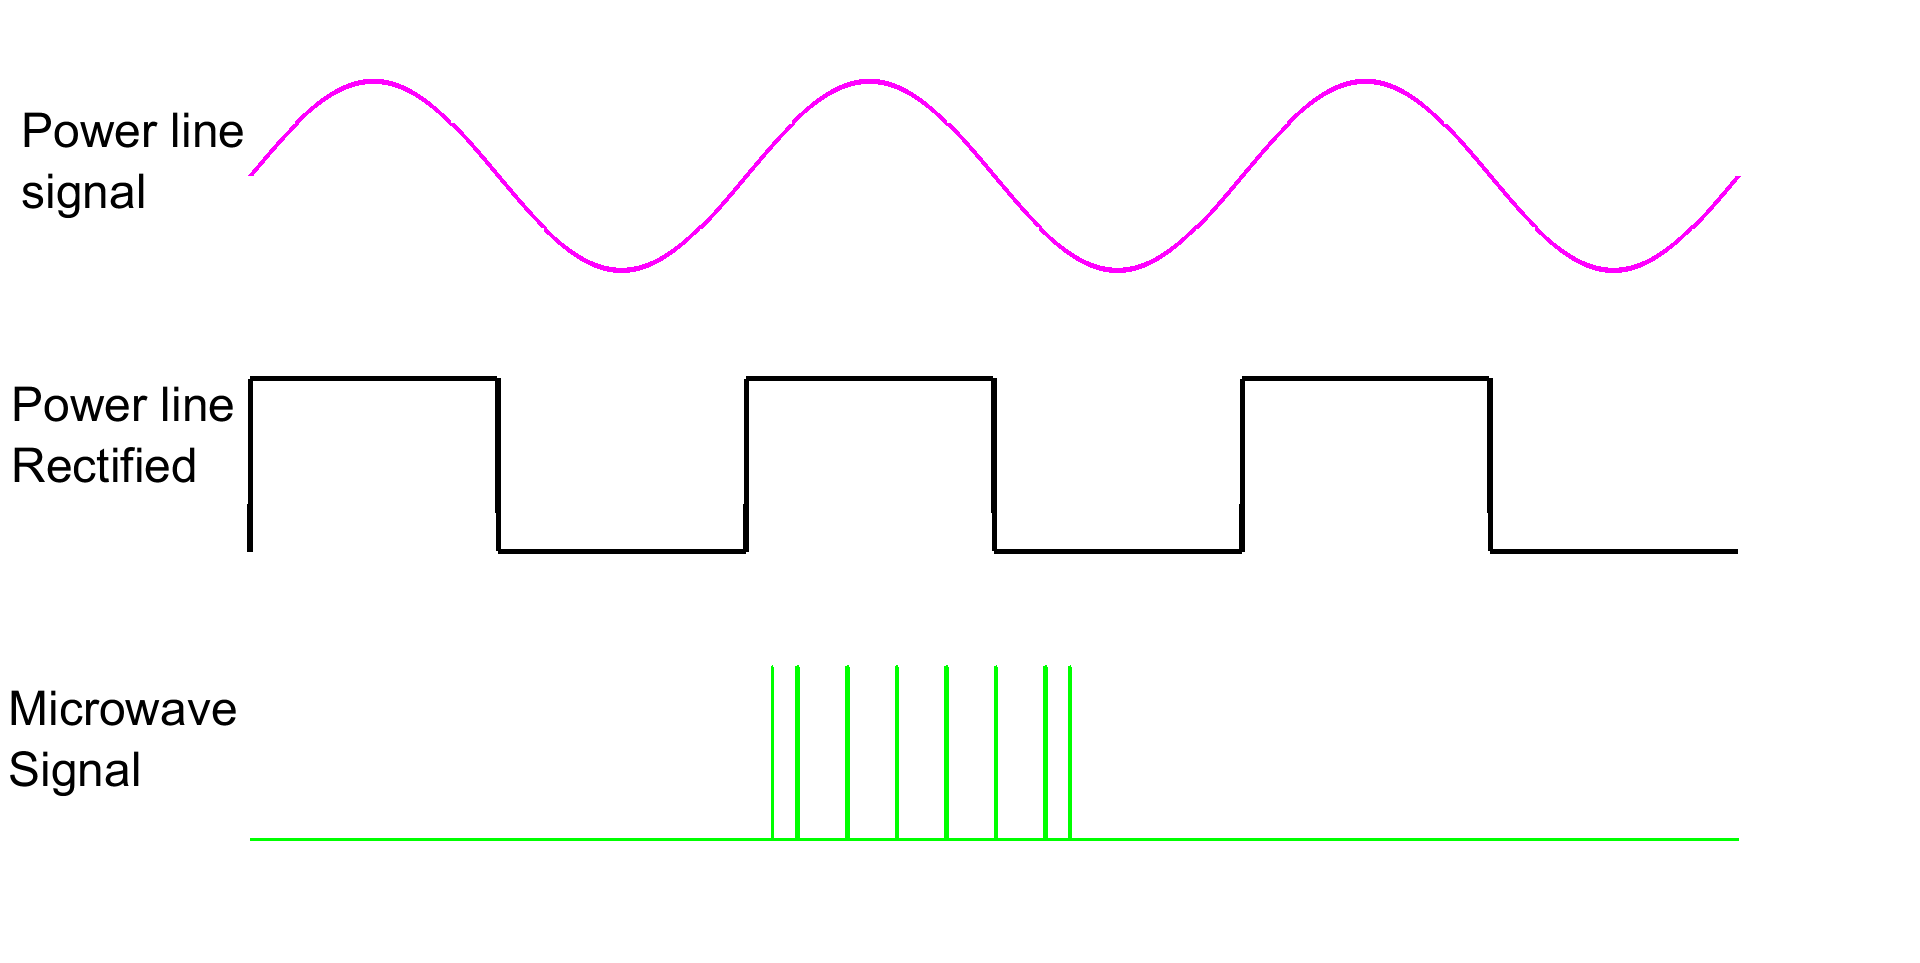 Power line
signal
Power line
Rectified
Microwave
Signal